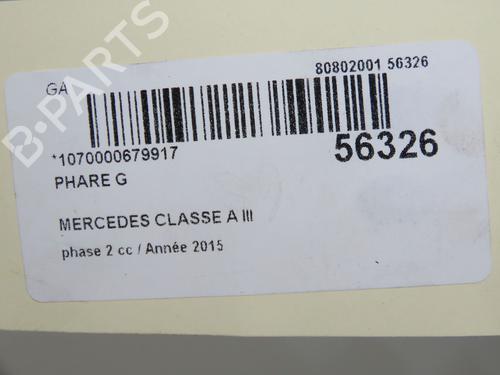 B-PARTS
GA
80802001 56326
*1070000679917
56326
PHARE G
MERCEDES CLASSE A III
phase 2 cc / Année 2015